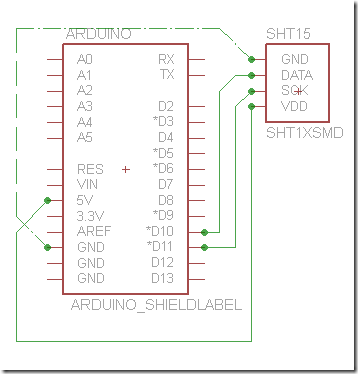 ARDUINO
A0
A1
A2
A3
A4
A5
RES
VIN
5V
3.3V
AREF
GND
GND
GND
RX
TX
D2
*D3
D4
*D5
*D6
D7
D8
*D9
*D10
*D11
D12
D13
ARDUINO_SHIELDLABEL
SHT15
GND
DATA
SCK
VDD
SHT1XSMD